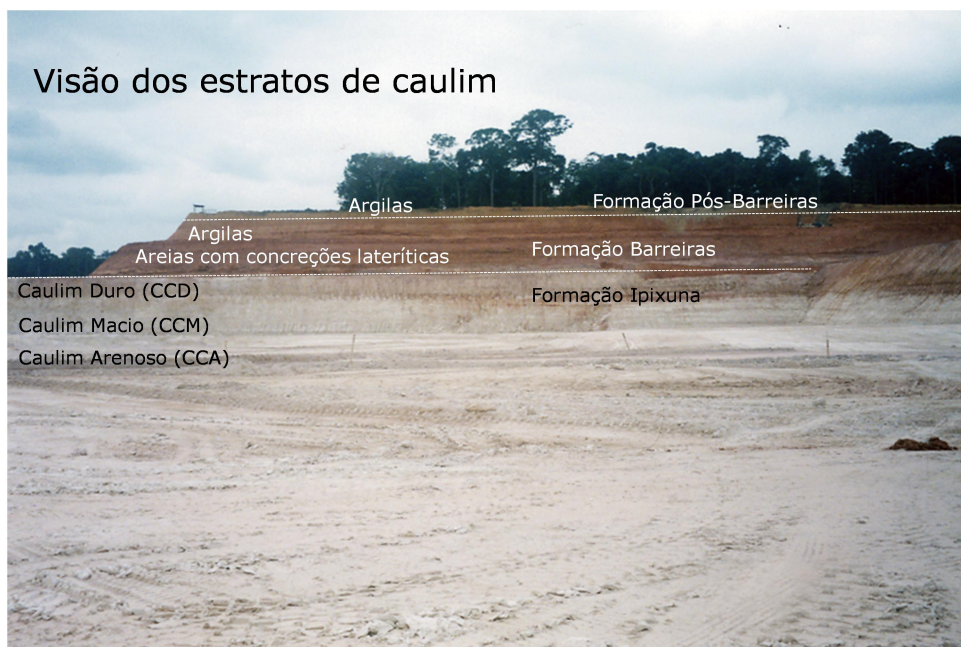 Visão dos estratos de caulim
Argilas
Formação Pós-Barreiras
Argilas
Areias com concreções lateríticas
Formação Barreiras
Caulim Duro (CCD)
Formação Ipixuna
Caulim Macio (CCM)
Caulim Arenoso (CCA)